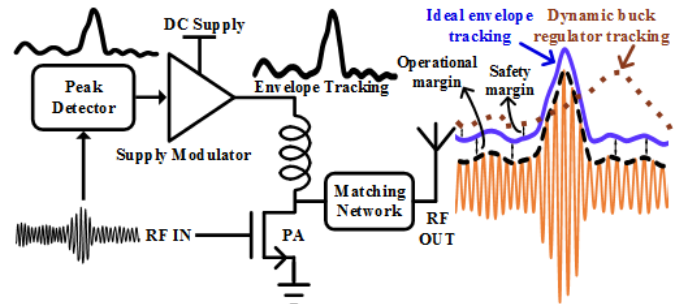 DC Supply
Peak
Detector
Supply Modulator
Envelope Tracking
RF IN
PA
Matching
Network
RF
OUT
Ideal envelope
tracking
Dynamic buck
regulator tracking
Operational
margin
Safety
margin